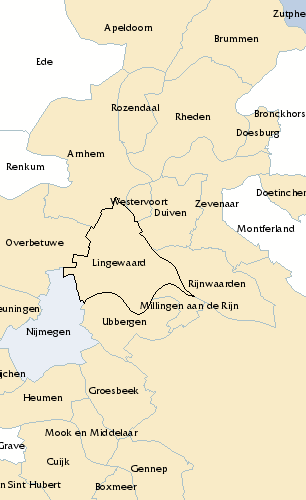 Zutphe
Apeldoorn
Brummen
Ede
Rozendaal
Rheden
Bronckhors
Doesburg
Arnhem
Renkum
Doetinchem
Westervoort
Zevenaar
Duiven
Montferland
Overbetuwe
Lingewaard
Rijnwaarden
Millingen aan de Rijn
euningen
Ubbergen
Nijmegen
ijchen
Groesbeek
Heumen
Mook en Middelaar
Grave
Cuijk
Gennep
n Sint Hubert
Boxmeer